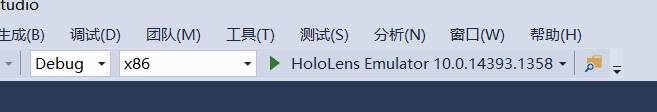 tudio
生成(B) 调试(D) 团队(M) 工具(T) 测试(S) 分析(N) 窗口(W) 帮助(H)
Debug x86 HoloLens Emulator 10.0.14393.1358